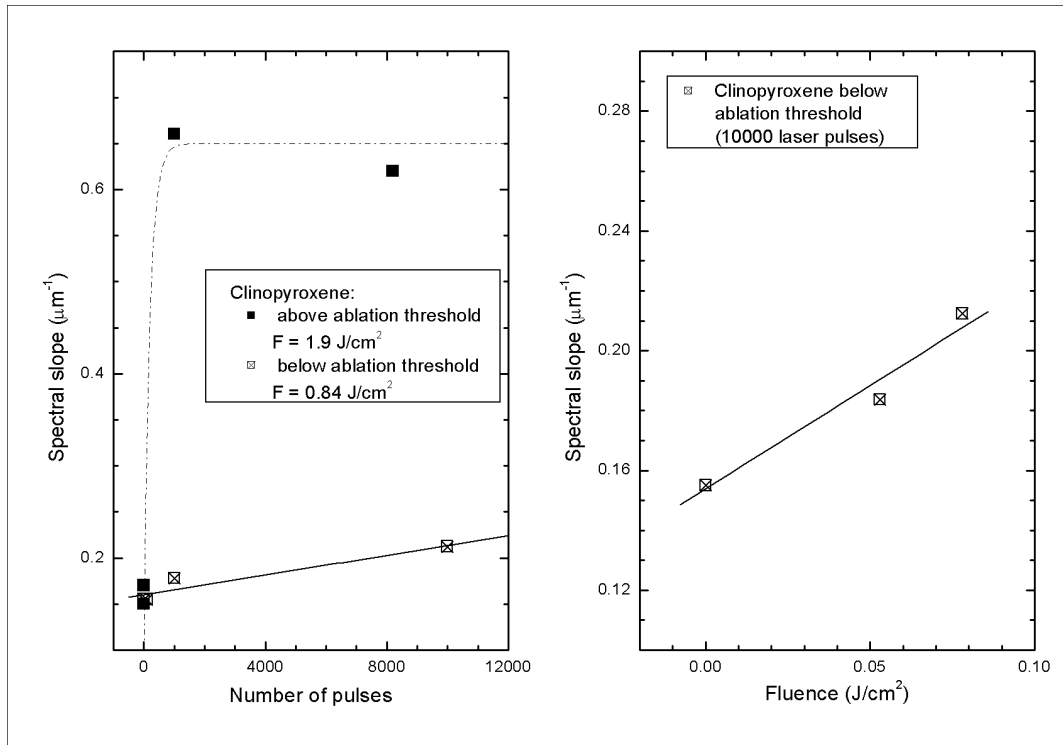 0.6
0.4
0.2
Spectral slope (μm⁻¹)
Clinopyroxene:
above ablation threshold
F = 1.9 J/cm²
below ablation threshold
F = 0.84 J/cm²
0
4000
8000
12000
Number of pulses
0.28
0.24
0.20
0.16
0.12
Spectral slope (μm⁻¹)
Clinopyroxene below
ablation threshold
(10000 laser pulses)
0.00
0.05
0.10
Fluence (J/cm²)